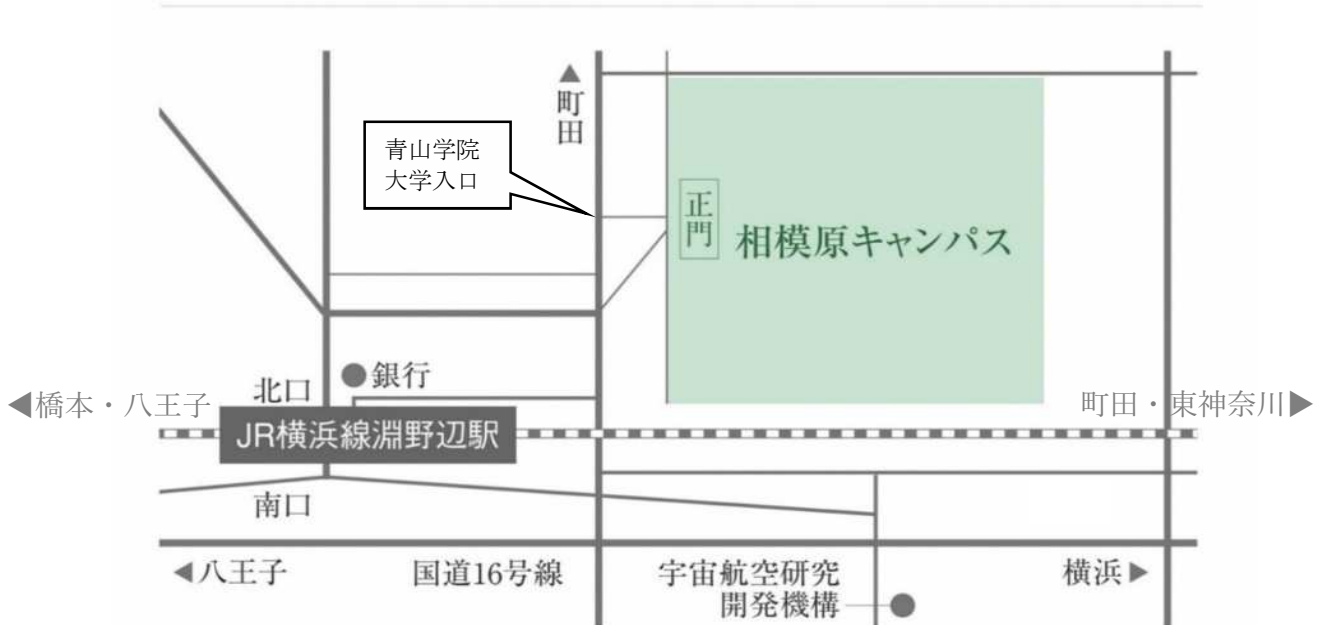 ▲町田
青山学院
大学入口
正門
相模原キャンパス
●銀行
北口
◀橋本・八王子
町田・東神奈川▶
JR横浜線淵野辺駅
南口
◀八王子
国道16号線
宇宙航空研究
開発機構
横浜▶